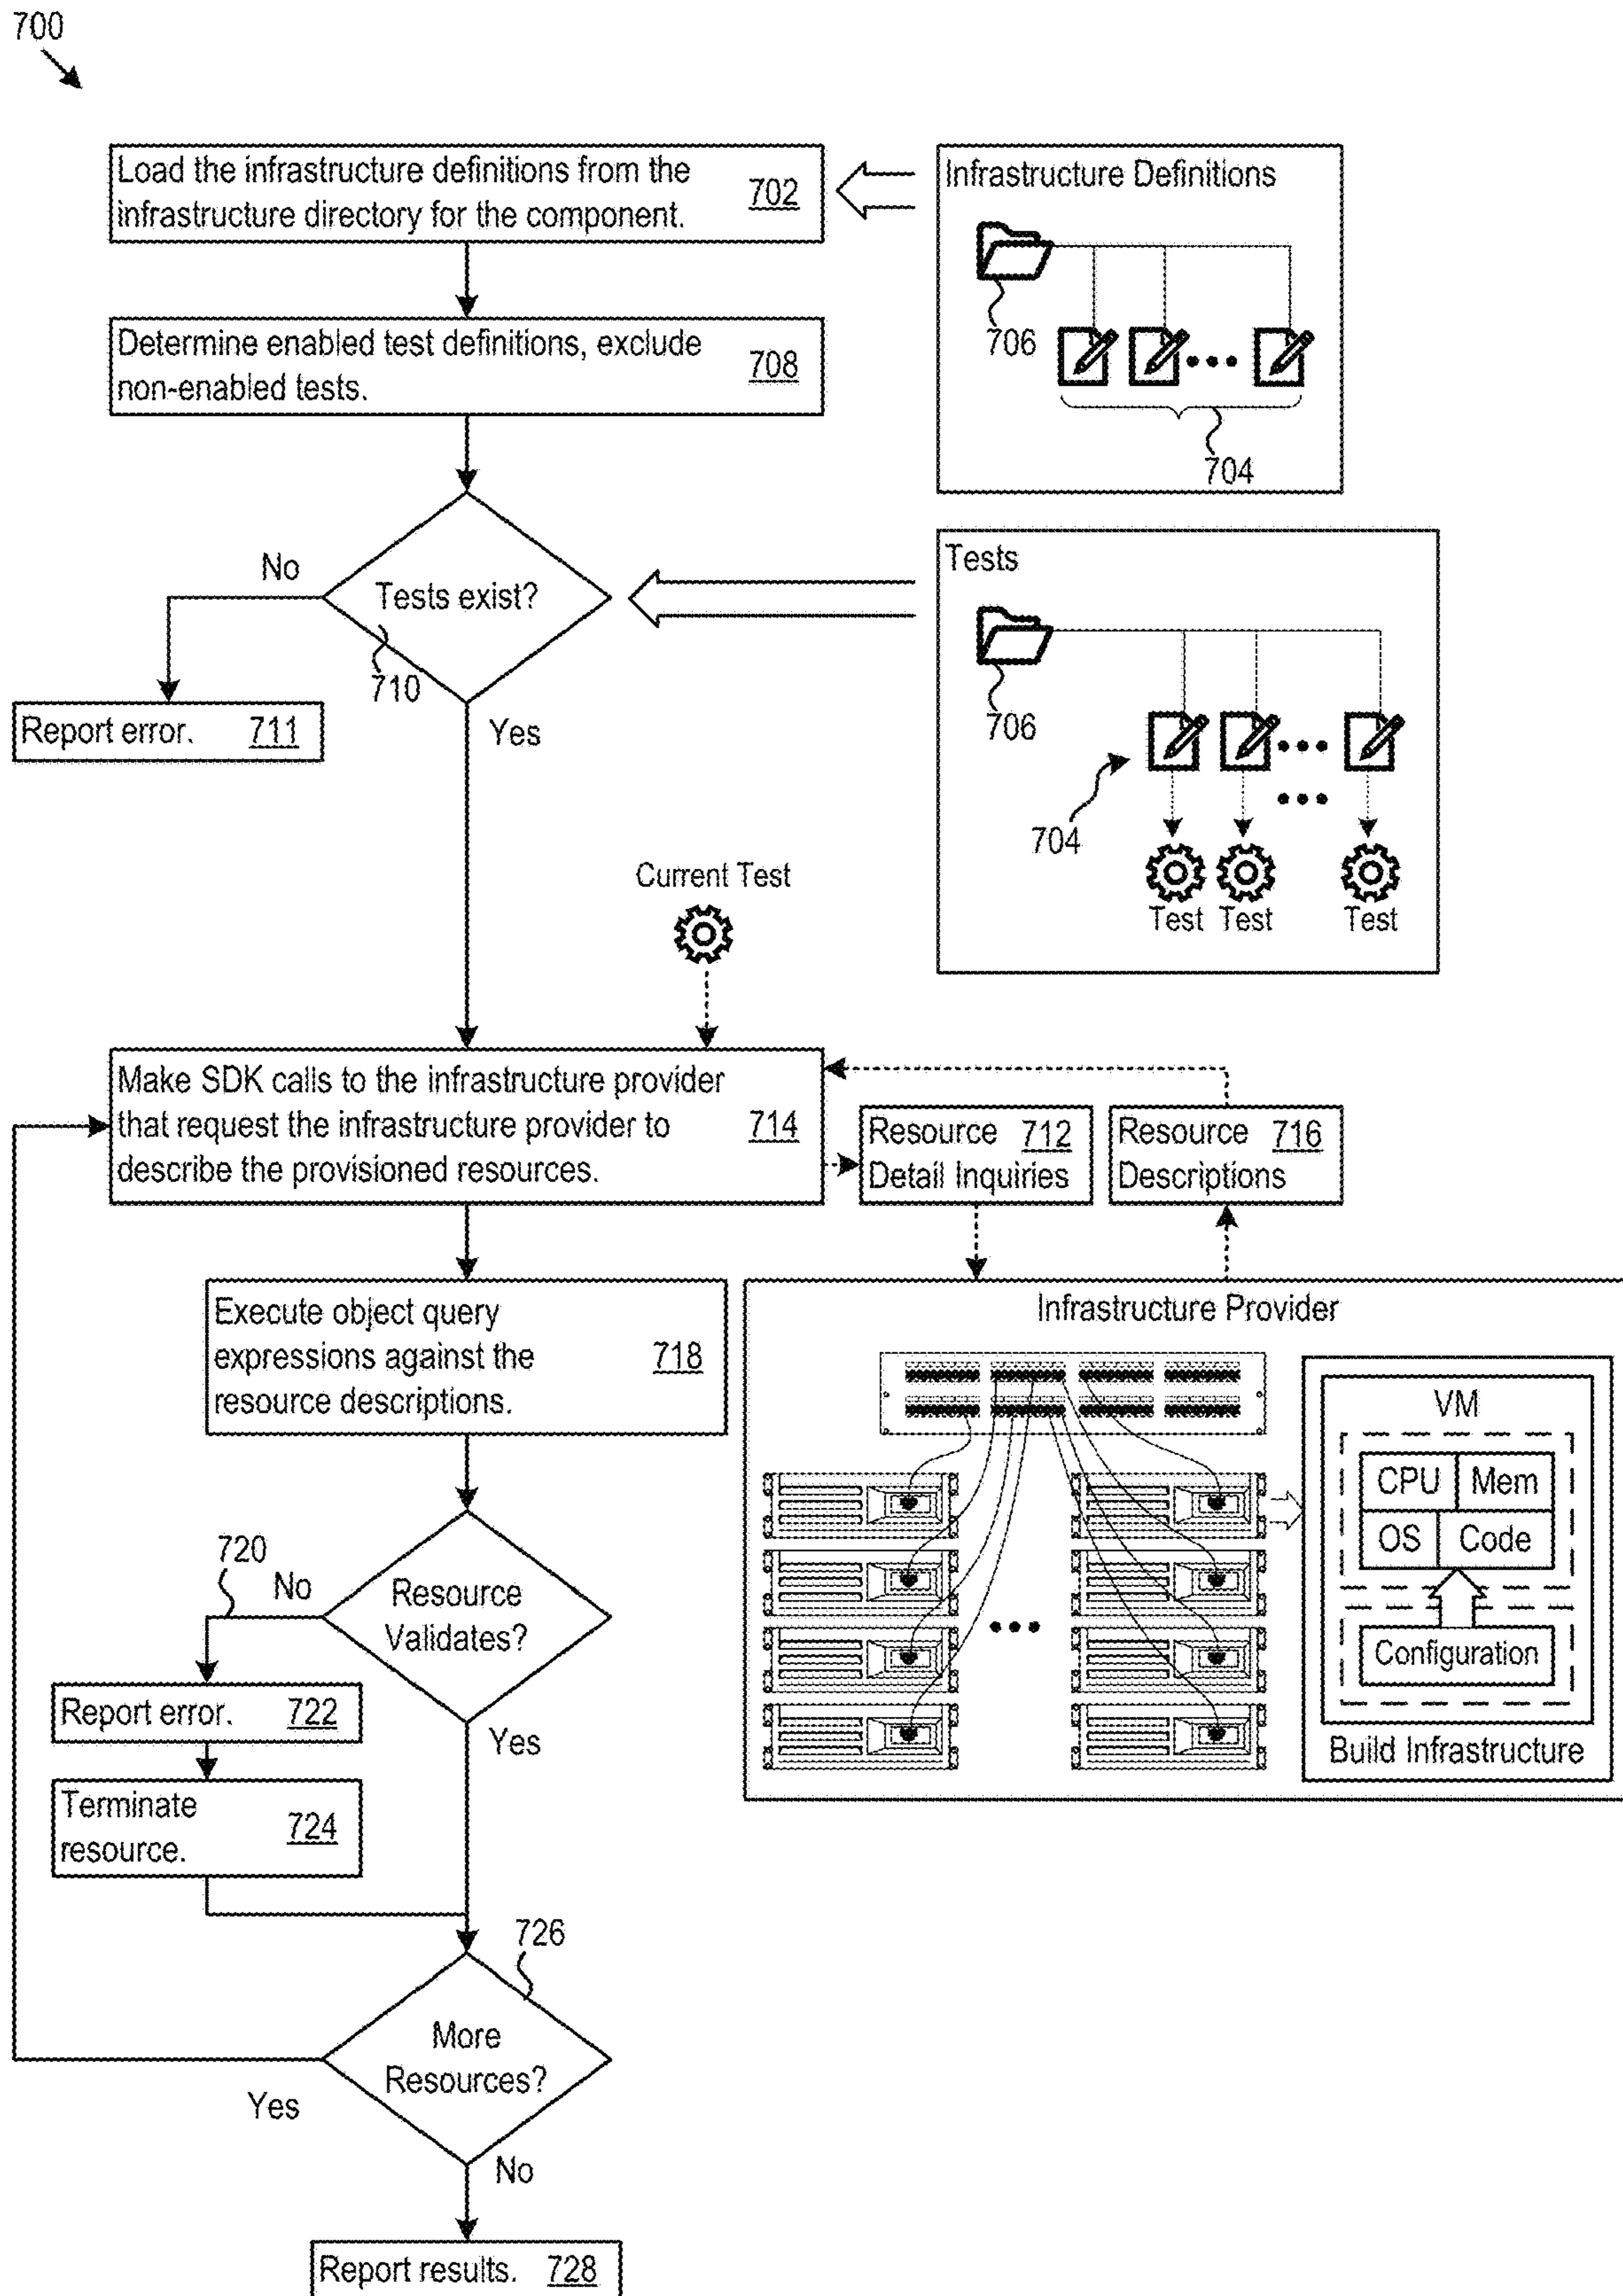 700
Load the infrastructure definitions from the
infrastructure directory for the component.
702
Infrastructure Definitions
706
704
Determine enabled test definitions, exclude
non-enabled tests.
708
Tests exist?
710
No
Yes
Report error. 711
Tests
706
704
Test Test Test
Current Test
Make SDK calls to the infrastructure provider
that request the infrastructure provider to
describe the provisioned resources.
714
Resource 712
Detail Inquiries
Resource 716
Descriptions
Execute object query
expressions against the
resource descriptions.
718
Infrastructure Provider
VM
CPU Mem
OS Code
Configuration
Build Infrastructure
720
No
Resource
Validates?
Yes
Report error. 722
Terminate
resource.
724
726
More
Resources?
Yes
No
Report results. 728